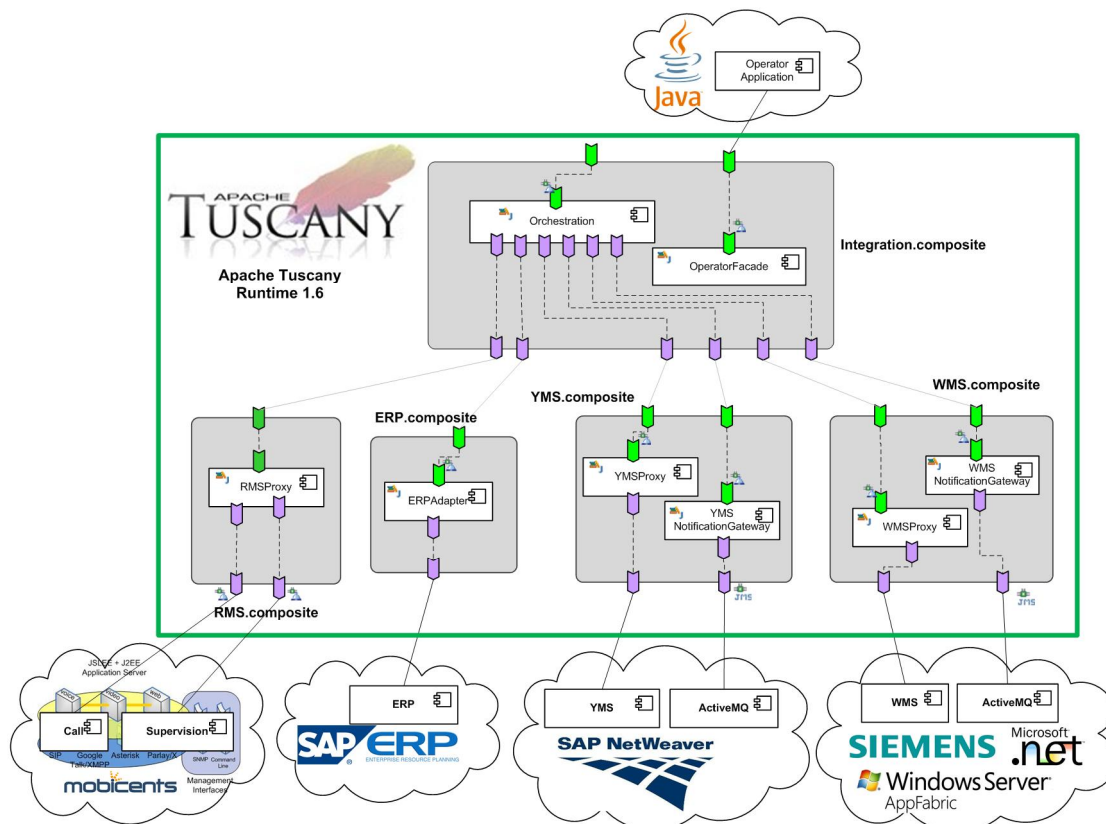 Java
Operator
Application
APACHE
TUSCANY
Apache Tuscany
Runtime 1.6
Orchestration
OperatorFacade
Integration.composite
ERP.composite
YMS.composite
WMS.composite
RMSProxy
ERPAdapter
YMSProxy
YMS
NotificationGateway
WMS
NotificationGateway
WMSProxy
RMS.composite
JMS
JMS
JSLEE + J2EE
Application Server
voice
video
web
Call
Supervision
SIP
Google
Talk/XMPP
Asterisk
Parlay/X
SNMP
Command
Line
Management
Interfaces
mobicents
ERP
SAP
®
ERP
ENTERPRISE RESOURCE PLANNING
YMS
ActiveMQ
SAP NetWeaver
WMS
ActiveMQ
SIEMENS
Microsoft
.net
Windows Server
AppFabric